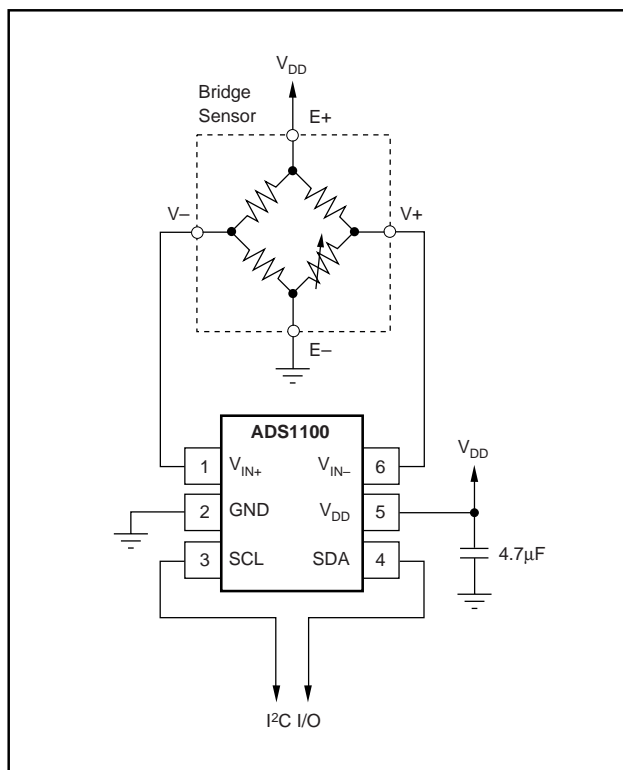 V_DD
Bridge
Sensor
E+
V–
V+
E–
ADS1100
1 V_IN+ V_IN– 6
2 GND V_DD 5
3 SCL SDA 4
V_DD
4.7µF
I²C I/O